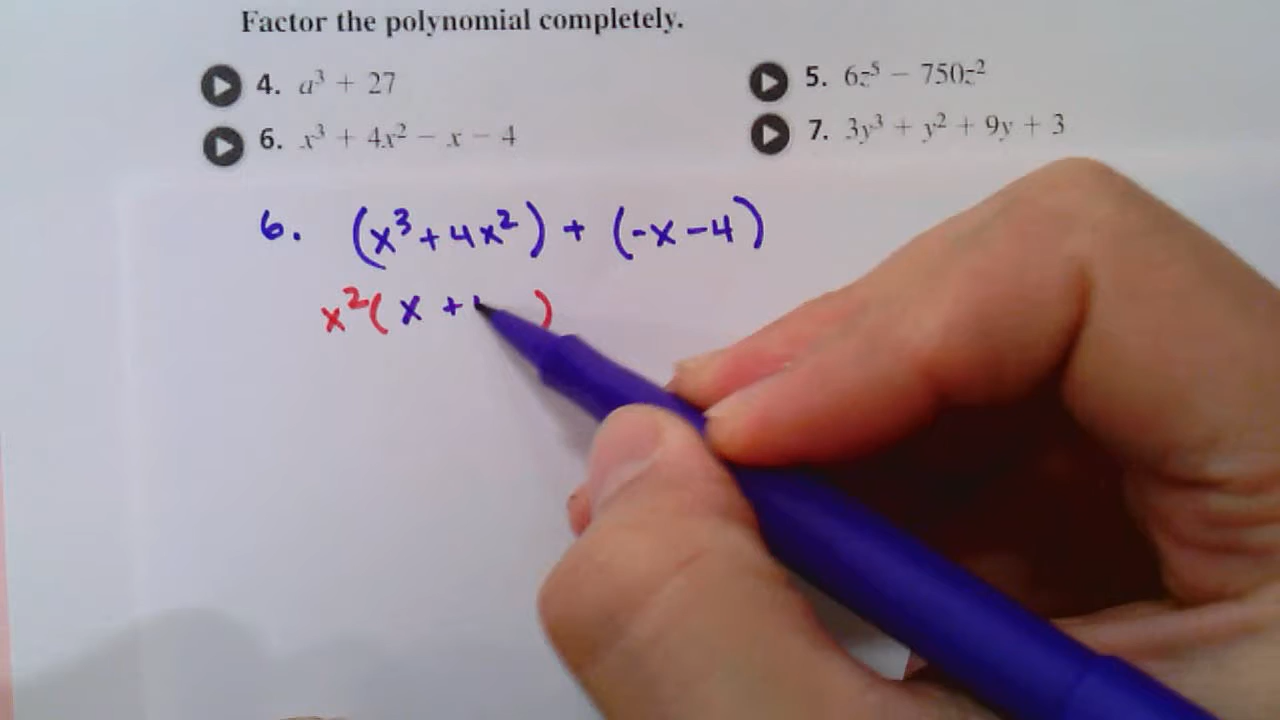 Factor the polynomial completely.
4. a³ + 27
5. 6z⁵ − 750z²
6. x³ + 4x² − x − 4
7. 3y³ + y² + 9y + 3
6. (x³+4x²) + (-x-4)
x²( x + )